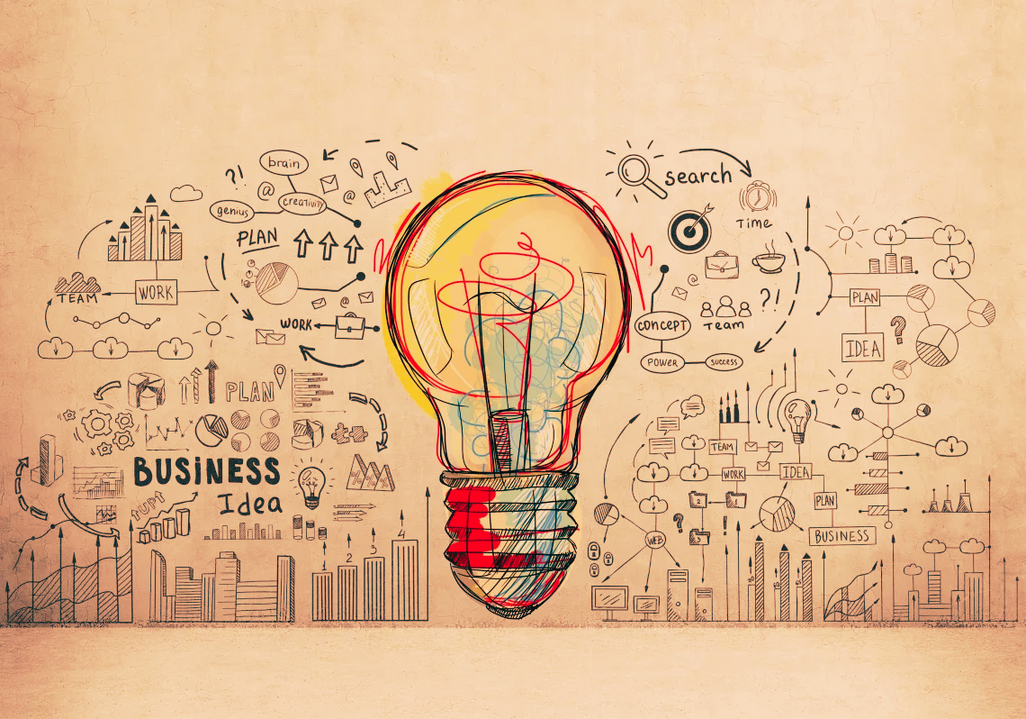 brain
?!
@
genius
creativity
@
PLAN
TEAM
WORK
@
WORK
PLAN
BUSINESS
Idea
1
2
3
4
search
Time
@
Team
?!
concept
Power
success
PLAN
IDEA
?
TEAM
WORK
IDEA
PLAN
BUSINESS
?
WEB